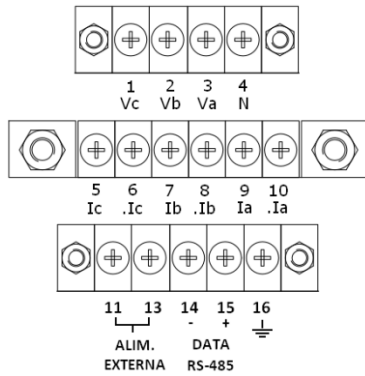 1 2 3 4
Vc Vb Va N
5 6 7 8 9 10
Ic .Ic Ib .Ib Ia .Ia
11 13 14 15 16
- +
ALIM. DATA
EXTERNA RS-485